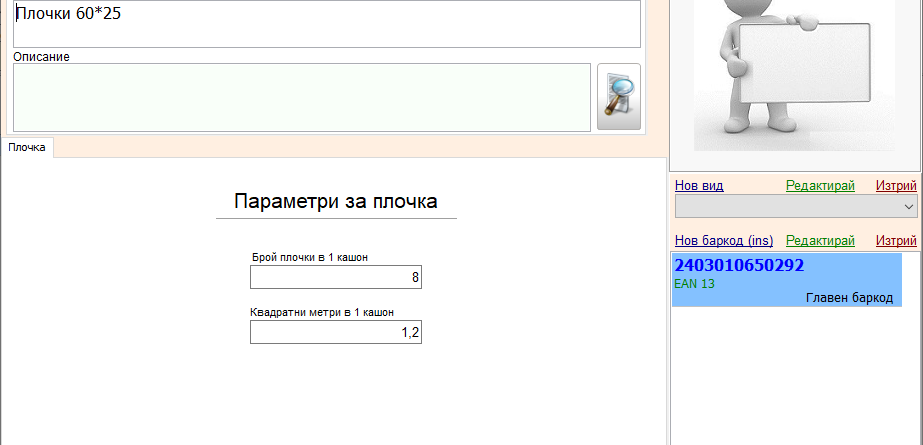 Плочки 60*25
Описание
Плочка
Параметри за плочка
Брой плочки в 1 кашон
8
Квадратни метри в 1 кашон
1,2
Нов вид Редактирай Изтрий
Нов баркод (ins) Редактирай Изтрий
2403010650292
EAN 13
Главен баркод